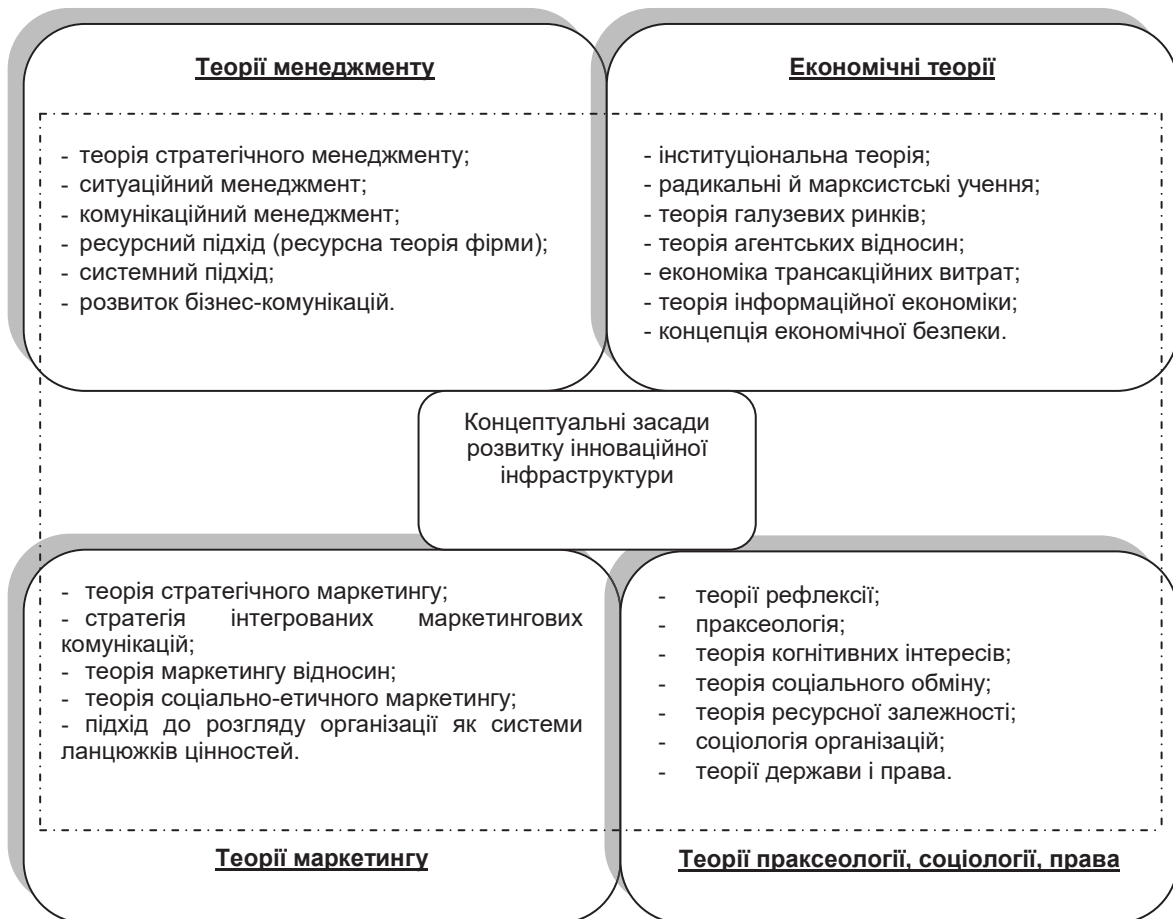 Теорії менеджменту
- теорія стратегічного менеджменту;
- ситуаційний менеджмент;
- комунікаційний менеджмент;
- ресурсний підхід (ресурсна теорія фірми);
- системний підхід;
- розвиток бізнес-комунікацій.
Економічні теорії
- інституціональна теорія;
- радикальні й марксистські учення;
- теорія галузевих ринків;
- теорія агентських відносин;
- економіка трансакційних витрат;
- теорія інформаційної економіки;
- концепція економічної безпеки.
Концептуальні засади
розвитку інноваційної
інфраструктури
- теорія стратегічного маркетингу;
- стратегія інтегрованих маркетингових
комунікацій;
- теорія маркетингу відносин;
- теорія соціально-етичного маркетингу;
- підхід до розгляду організації як системи
ланцюжків цінностей.
Теорії маркетингу
- теорії рефлексії;
- праксеологія;
- теорія когнітивних інтересів;
- теорія соціального обміну;
- теорія ресурсної залежності;
- соціологія організацій;
- теорії держави і права.
Теорії праксеології, соціології, права